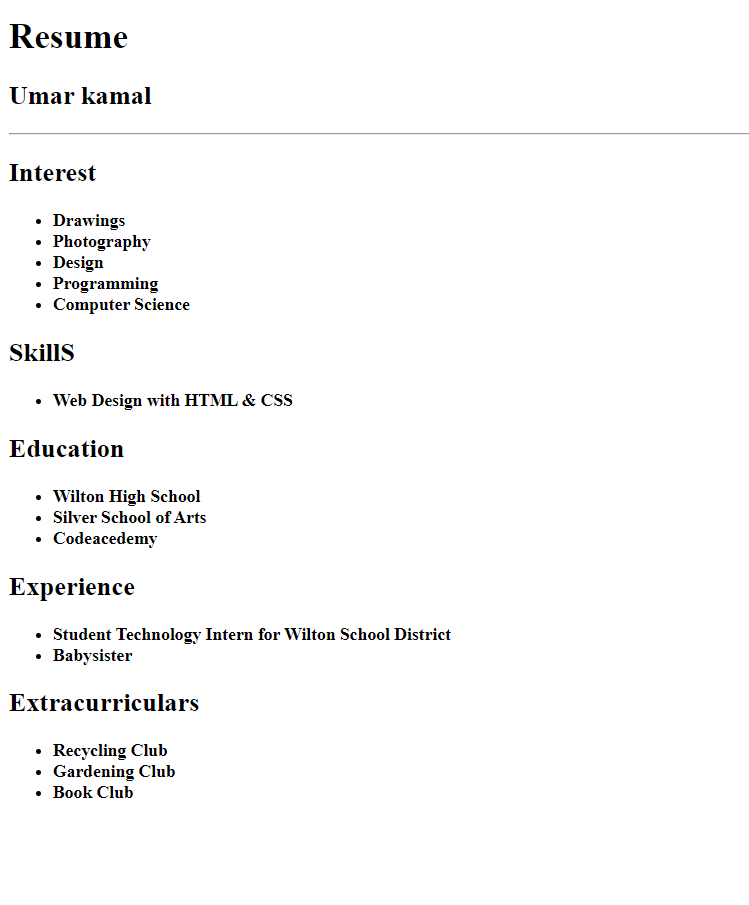 Resume
Umar kamal
Interest
Drawings
Photography
Design
Programming
Computer Science
SkillS
Web Design with HTML & CSS
Education
Wilton High School
Silver School of Arts
Codeacedemy
Experience
Student Technology Intern for Wilton School District
Babysister
Extracurriculars
Recycling Club
Gardening Club
Book Club